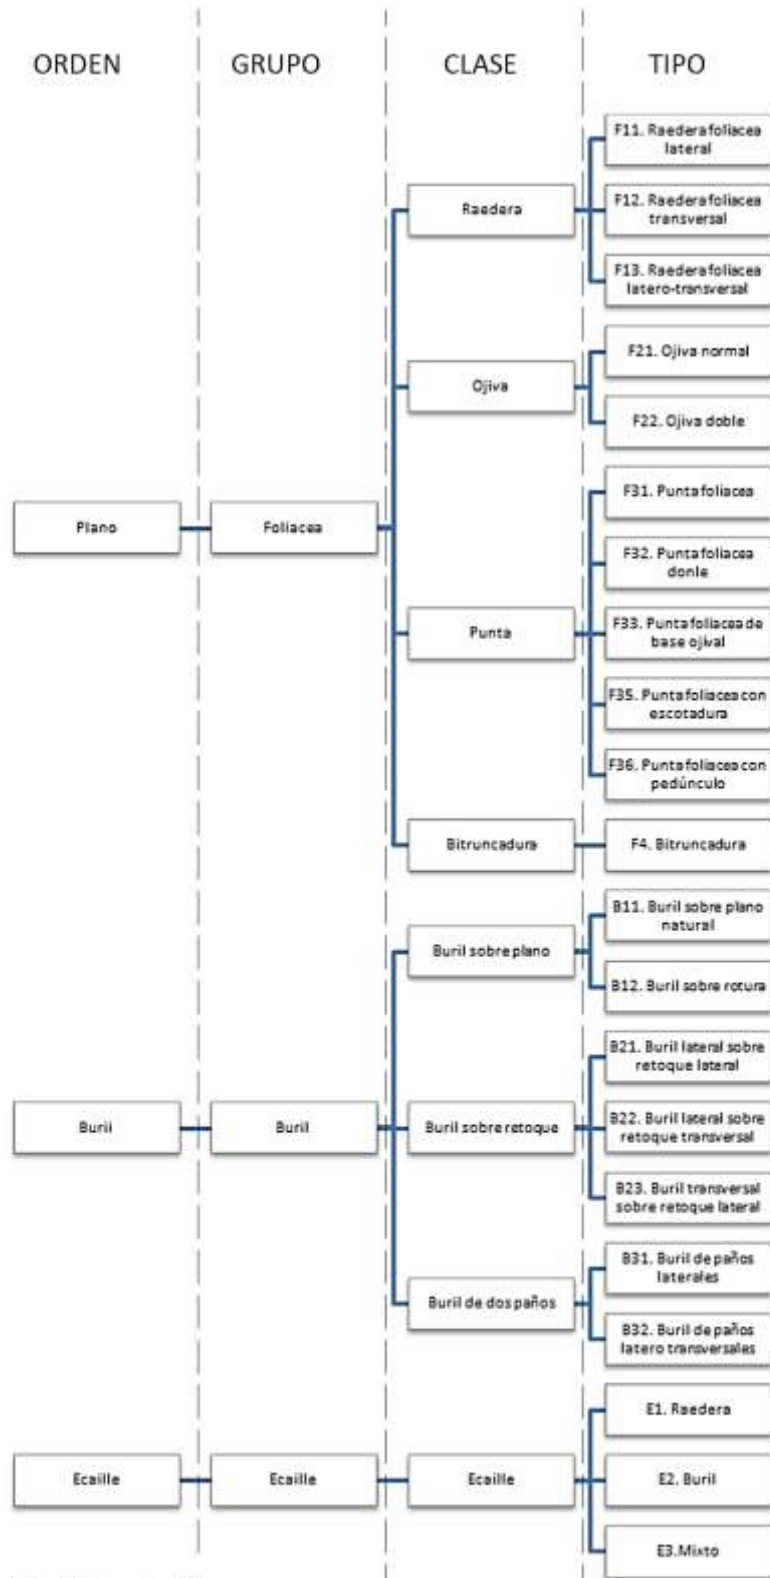 ORDEN GRUPO CLASE TIPO
F11. Raedera foliacea
lateral
Raedera
F12. Raedera foliacea
transversal
F13. Raedera foliacea
latero-transversal
F21. Ojiva normal
Ojiva
F22. Ojiva doble
F31. Punta foliacea
Plano
Foliacea
F32. Punta foliacea
donle
Punta
F33. Punta foliacea de
base ojival
F35. Punta foliacea con
escotadura
F36. Punta foliacea con
pedúnculo
Bitruncadura
F4. Bitruncadura
B11. Buril sobre plano
natural
Buril sobre plano
B12. Buril sobre rotura
B21. Buril lateral sobre
retoque lateral
Buril
Buril
Buril sobre retoque
B22. Buril lateral sobre
retoque transversal
B23. Buril transversal
sobre retoque lateral
B31. Buril de paños
laterales
Buril de dos paños
B32. Buril de paños
latero transversales
E1. Raedera
Ecaille
Ecaille
Ecaille
E2. Buril
E3.Mixto